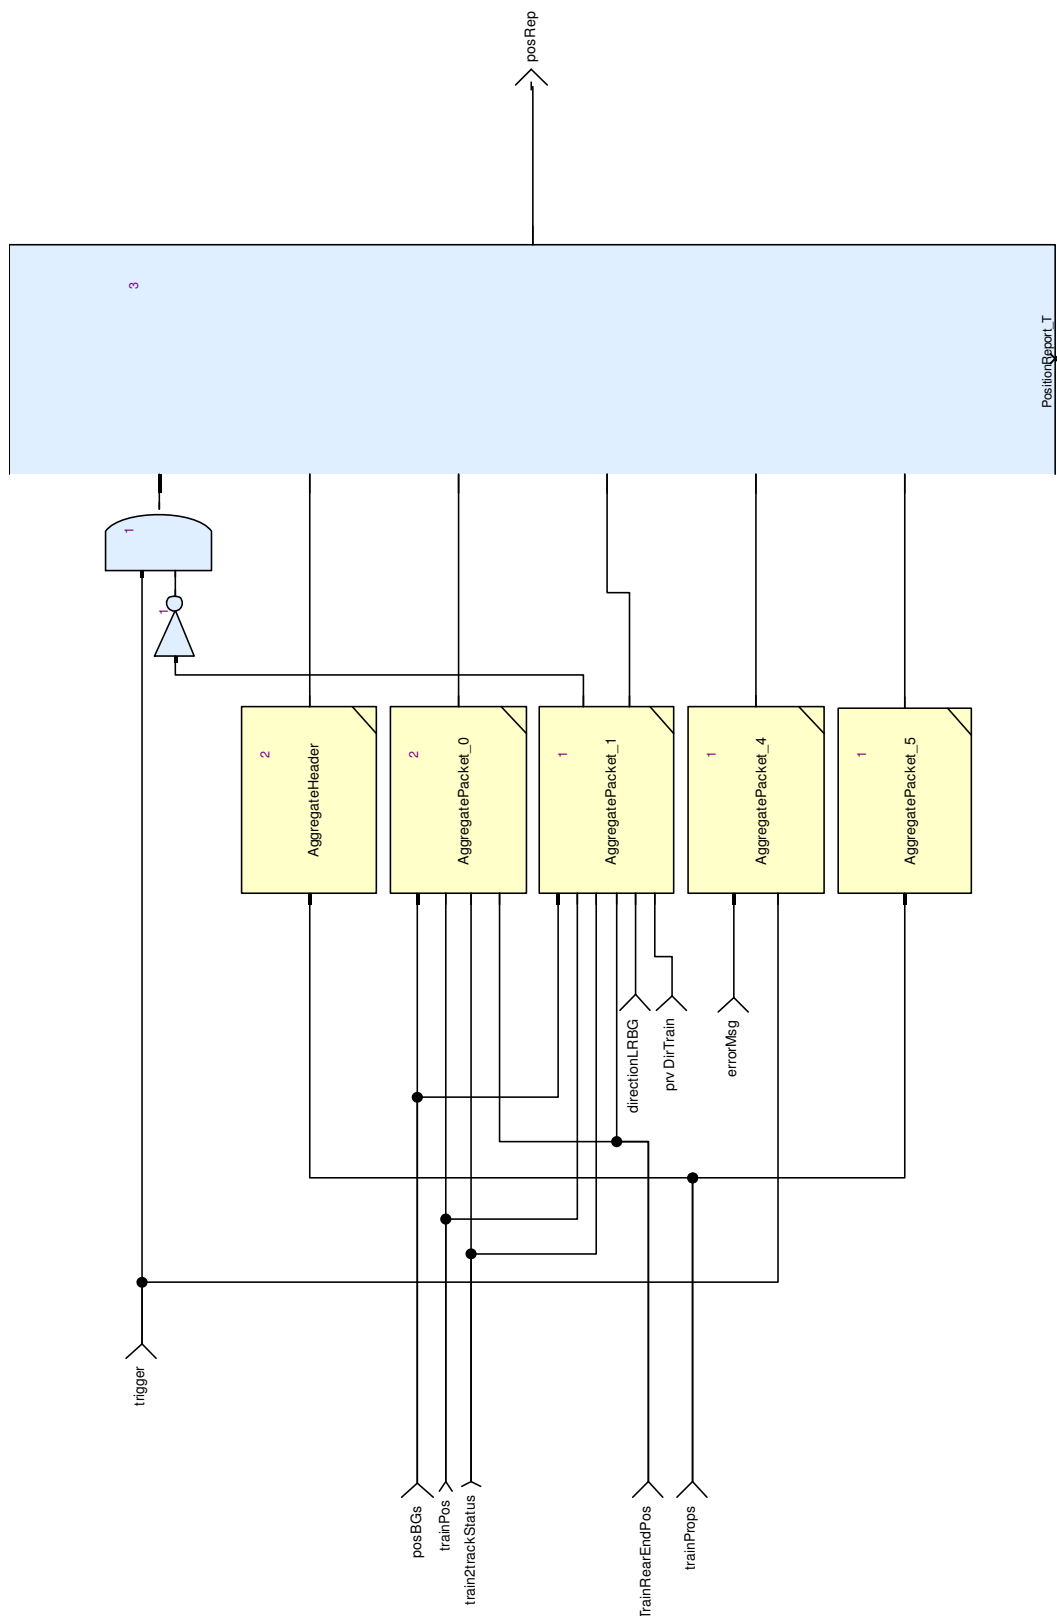 trigger
posBGs
trainPos
train2trackStatus
TrainRearEndPos
trainProps
directionLRBG
prv DirTrain
errorMsg
2
AggregateHeader
2
AggregatePacket_0
1
AggregatePacket_1
1
AggregatePacket_4
1
AggregatePacket_5
1
1
3
PositionReport_T
posRep